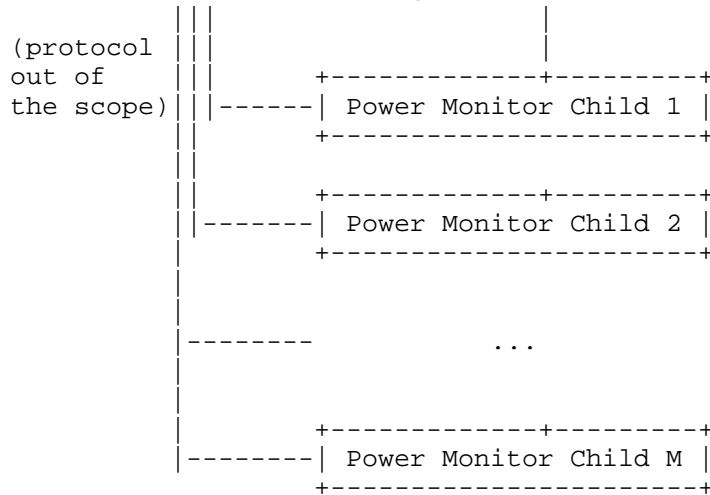 (protocol
out of
the scope)
Power Monitor Child 1
Power Monitor Child 2
...
Power Monitor Child M